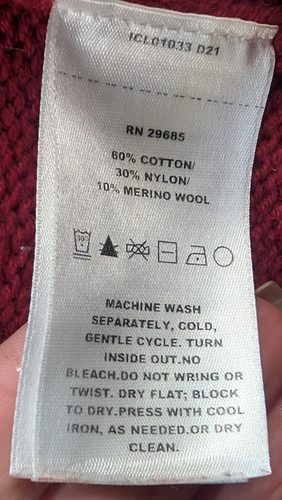 ICL01033 D21
RN 29685
60% COTTON/
30% NYLON/
10% MERINO WOOL
MACHINE WASH
SEPARATELY, COLD,
GENTLE CYCLE. TURN
INSIDE OUT.NO
BLEACH.DO NOT WRING OR
TWIST. DRY FLAT; BLOCK
TO DRY.PRESS WITH COOL
IRON, AS NEEDED.OR DRY
CLEAN.